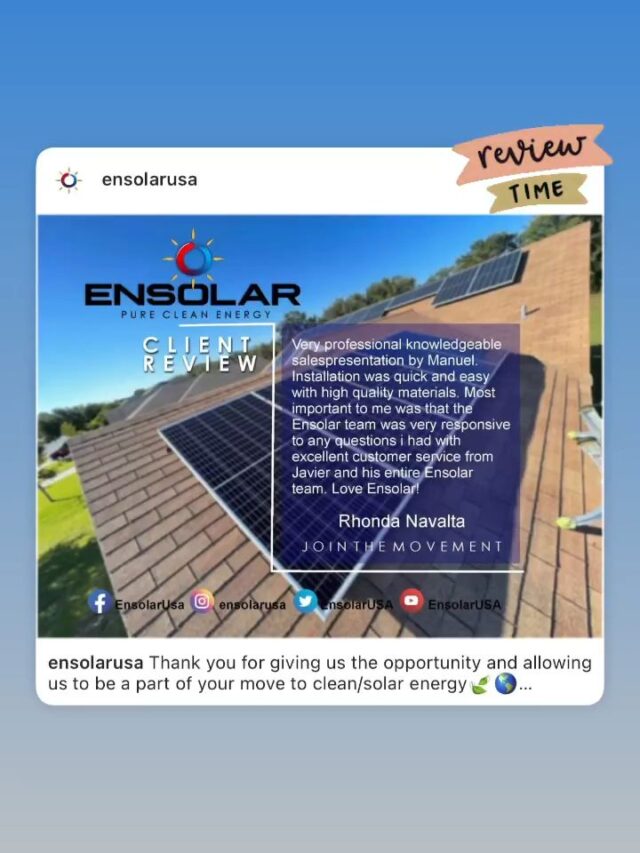 review
TIME
ensolarusa
ENSOLAR
PURE CLEAN ENERGY
CLIENT
REVIEW
Very professional knowledgeable
salespresentation by Manuel.
Installation was quick and easy
with high quality materials. Most
important to me was that the
Ensolar team was very responsive
to any questions i had with
excellent customer service from
Javier and his entire Ensolar
team. Love Ensolar!
Rhonda Navalta
JOIN THE MOVEMENT
EnsolarUsa ensolarusa EnsolarUSA EnsolarUSA
ensolarusa Thank you for giving us the opportunity and allowing
us to be a part of your move to clean/solar energy🌿 🌎...